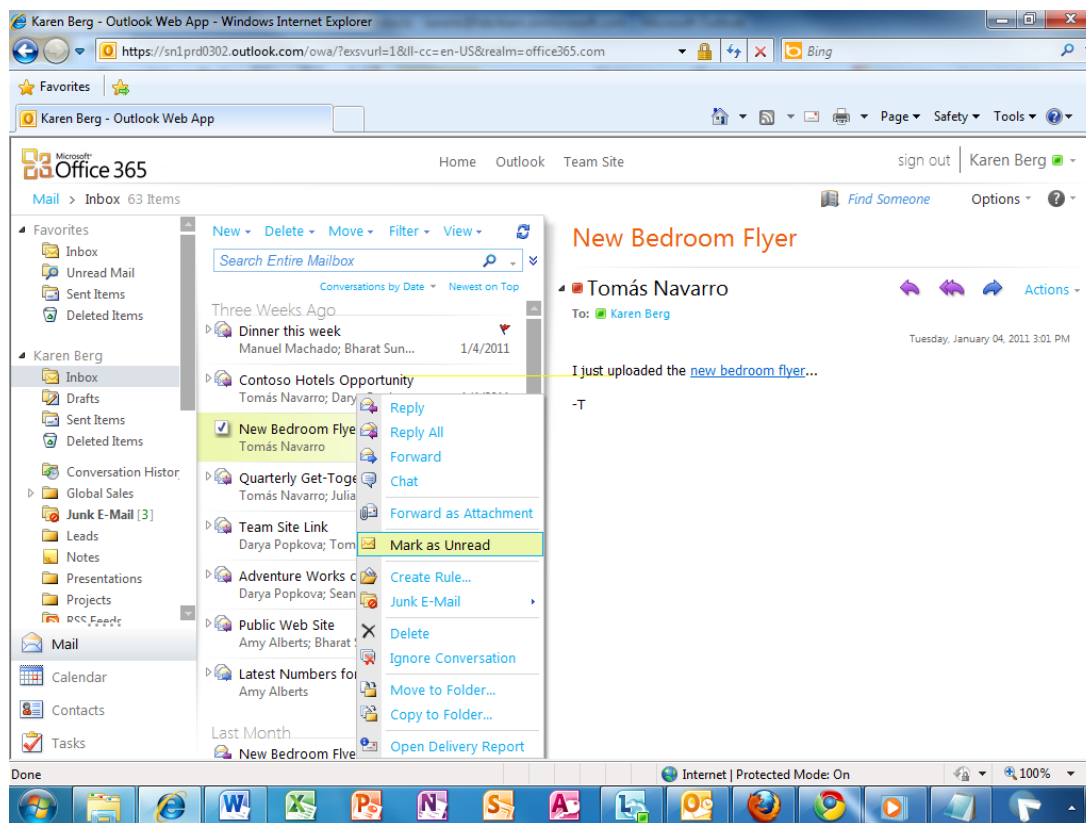 Karen Berg - Outlook Web App - Windows Internet Explorer
https://sn1prd0302.outlook.com/owa/?exsvurl=1&ll-cc=en-US&realm=office365.com
Bing
Favorites
Karen Berg - Outlook Web App
Page Safety Tools
Microsoft
Office 365
Home Outlook Team Site
sign out Karen Berg
Mail > Inbox 63 Items
Find Someone Options
Favorites
Inbox
Unread Mail
Sent Items
Deleted Items
Karen Berg
Inbox
Drafts
Sent Items
Deleted Items
Conversation Histor
Global Sales
Junk E-Mail [3]
Leads
Notes
Presentations
Projects
RSS Feeds
Mail
Calendar
Contacts
Tasks
New Delete Move Filter View
Search Entire Mailbox
Conversations by Date Newest on Top
Three Weeks Ago
Dinner this week
Manuel Machado; Bharat Sun... 1/4/2011
Contoso Hotels Opportunity
Tomás Navarro; Dary
New Bedroom Flye
Tomás Navarro
Quarterly Get-Toge
Tomás Navarro; Julia
Team Site Link
Darya Popkova; Tom
Adventure Works c
Darya Popkova; Sean
Public Web Site
Amy Alberts; Bharat
Latest Numbers fo
Amy Alberts
Last Month
New Bedroom Flye
Reply
Reply All
Forward
Chat
Forward as Attachment
Mark as Unread
Create Rule...
Junk E-Mail
Delete
Ignore Conversation
Move to Folder...
Copy to Folder...
Open Delivery Report
New Bedroom Flyer
Tomás Navarro
Actions
To: Karen Berg
Tuesday, January 04, 2011 3:01 PM
I just uploaded the new bedroom flyer...
-T
Done
Internet | Protected Mode: On
100%